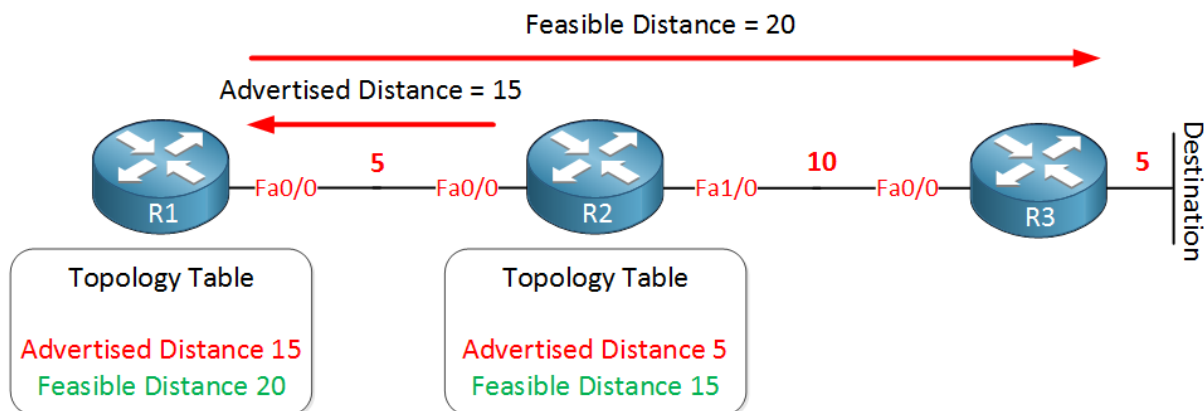 Feasible Distance = 20
Advertised Distance = 15
5
10
5
Destination
Fa0/0
Fa0/0
Fa1/0
Fa0/0
R1
R2
R3
Topology Table
Advertised Distance 15
Feasible Distance 20
Topology Table
Advertised Distance 5
Feasible Distance 15